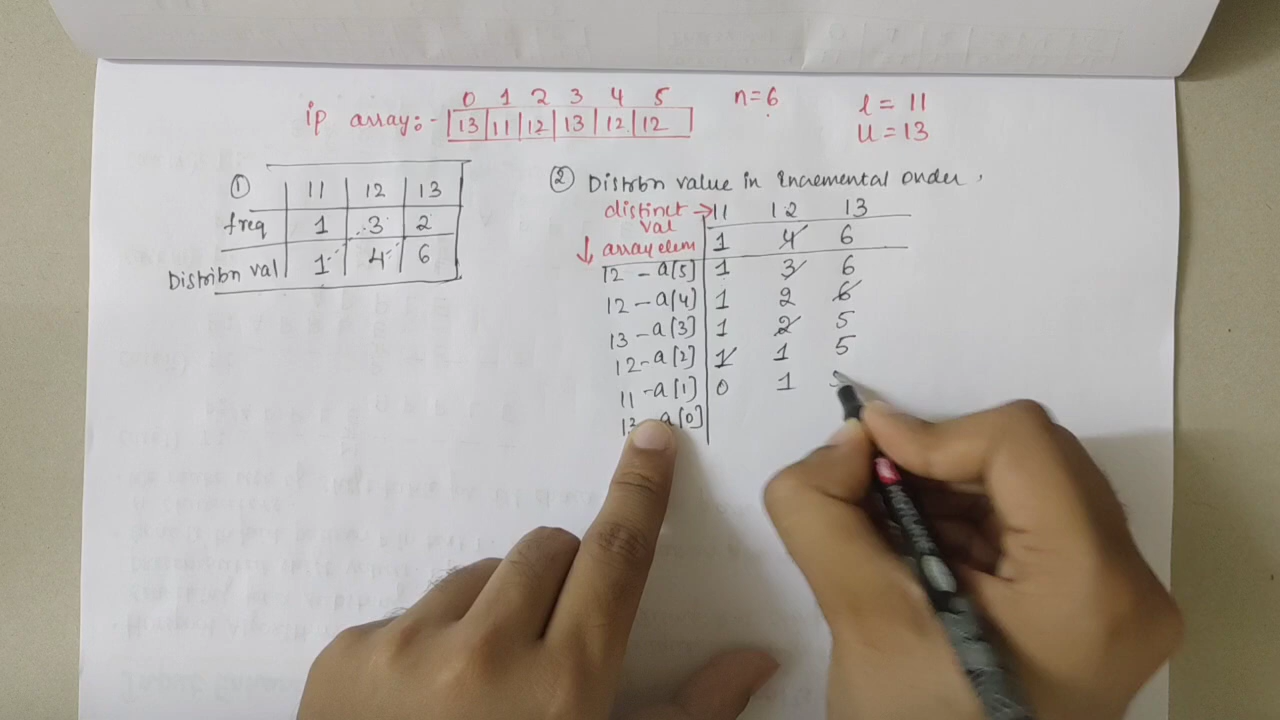 0 1 2 3 4 5
ip array:- 13 11 12 13 12 12
n=6
l = 11
u = 13
① 11 12 13
freq 1 3 2
Distribn val 1 4 6
② Distribn value in Incremental Order.
distinct val → 11 12 13
↓ array elem 1 4 6
12 - a[5] 1 3 6
12 - a[4] 1 2 6
13 - a[3] 1 2 5
12 - a[2] 1 1 5
11 - a[1] 0 1
a[0]